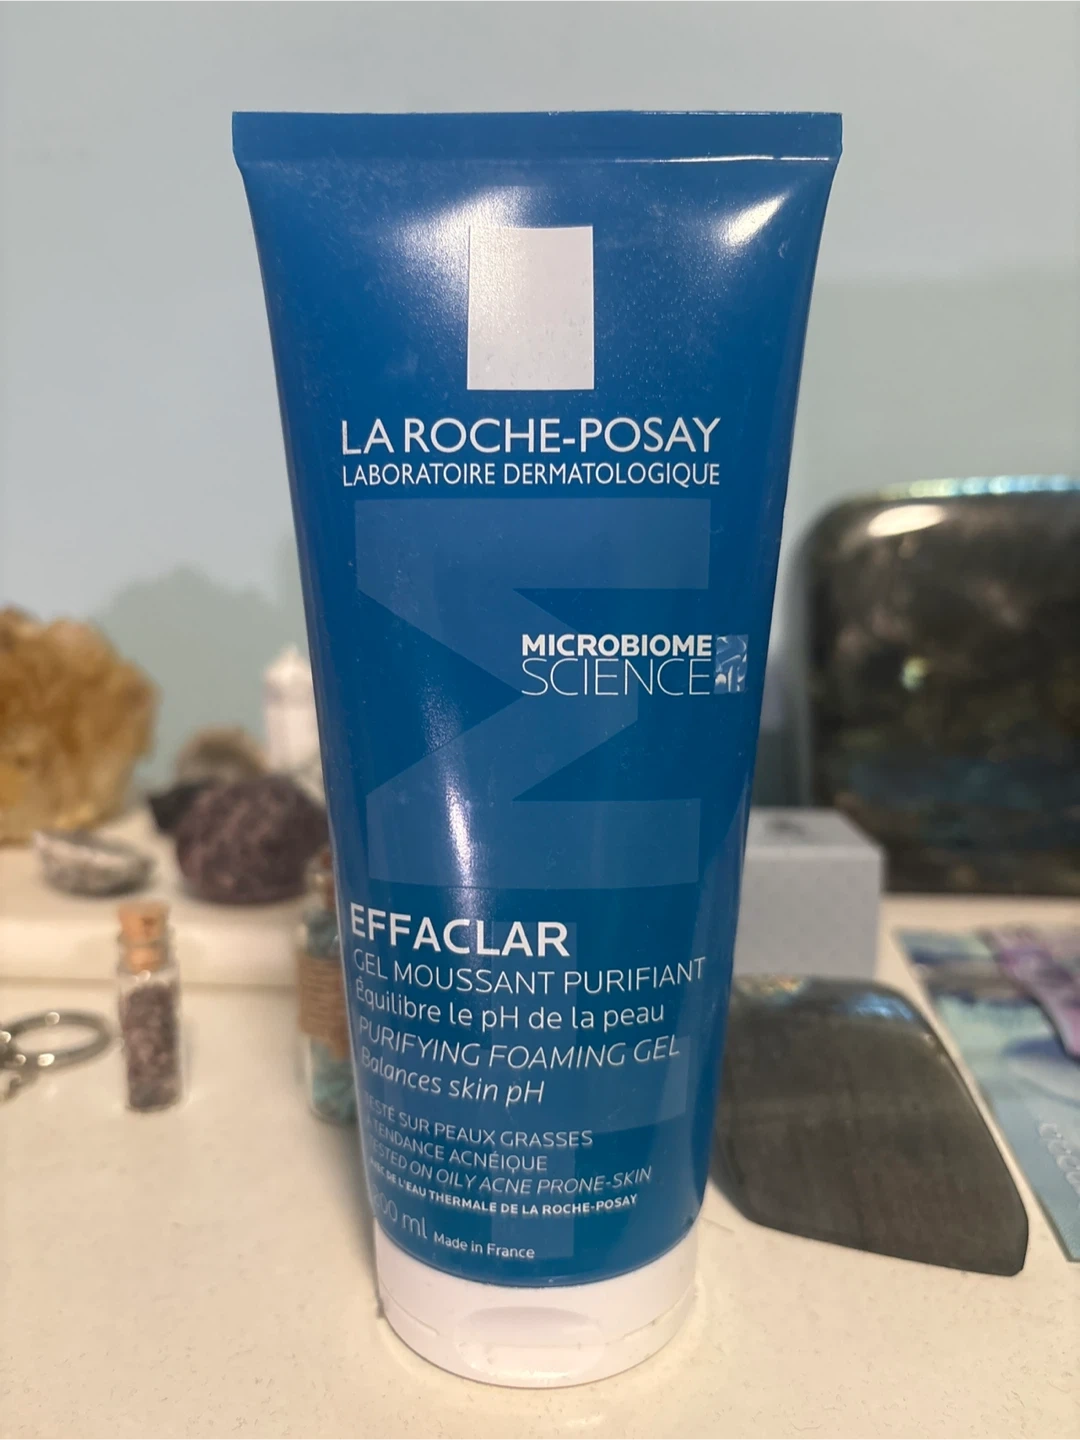 LA ROCHE-POSAY
LABORATOIRE DERMATOLOGIQUE
MICROBIOME
SCIENCE
EFFACLAR
GEL MOUSSANT PURIFIANT
Équilibre le pH de la peau
PURIFYING FOAMING GEL
Balances skin pH
TESTÉ SUR PEAUX GRASSES
À TENDANCE ACNÉIQUE
TESTED ON OILY ACNE PRONE-SKIN
AVEC DE L'EAU THERMALE DE LA ROCHE-POSAY
200 ml Made in France